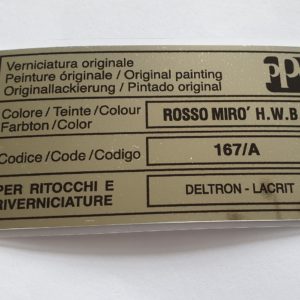 Verniciatura originale
Peinture óriginale / Original painting
Originallackierung / Pintado original
PP
Colore / Teinte / Colour
Farbton / Color
ROSSO MIRO' H.W.B
Codice / Code / Codigo
167/A
PER RITOCCHI E
RIVERNICIATURE
DELTRON - LACRIT